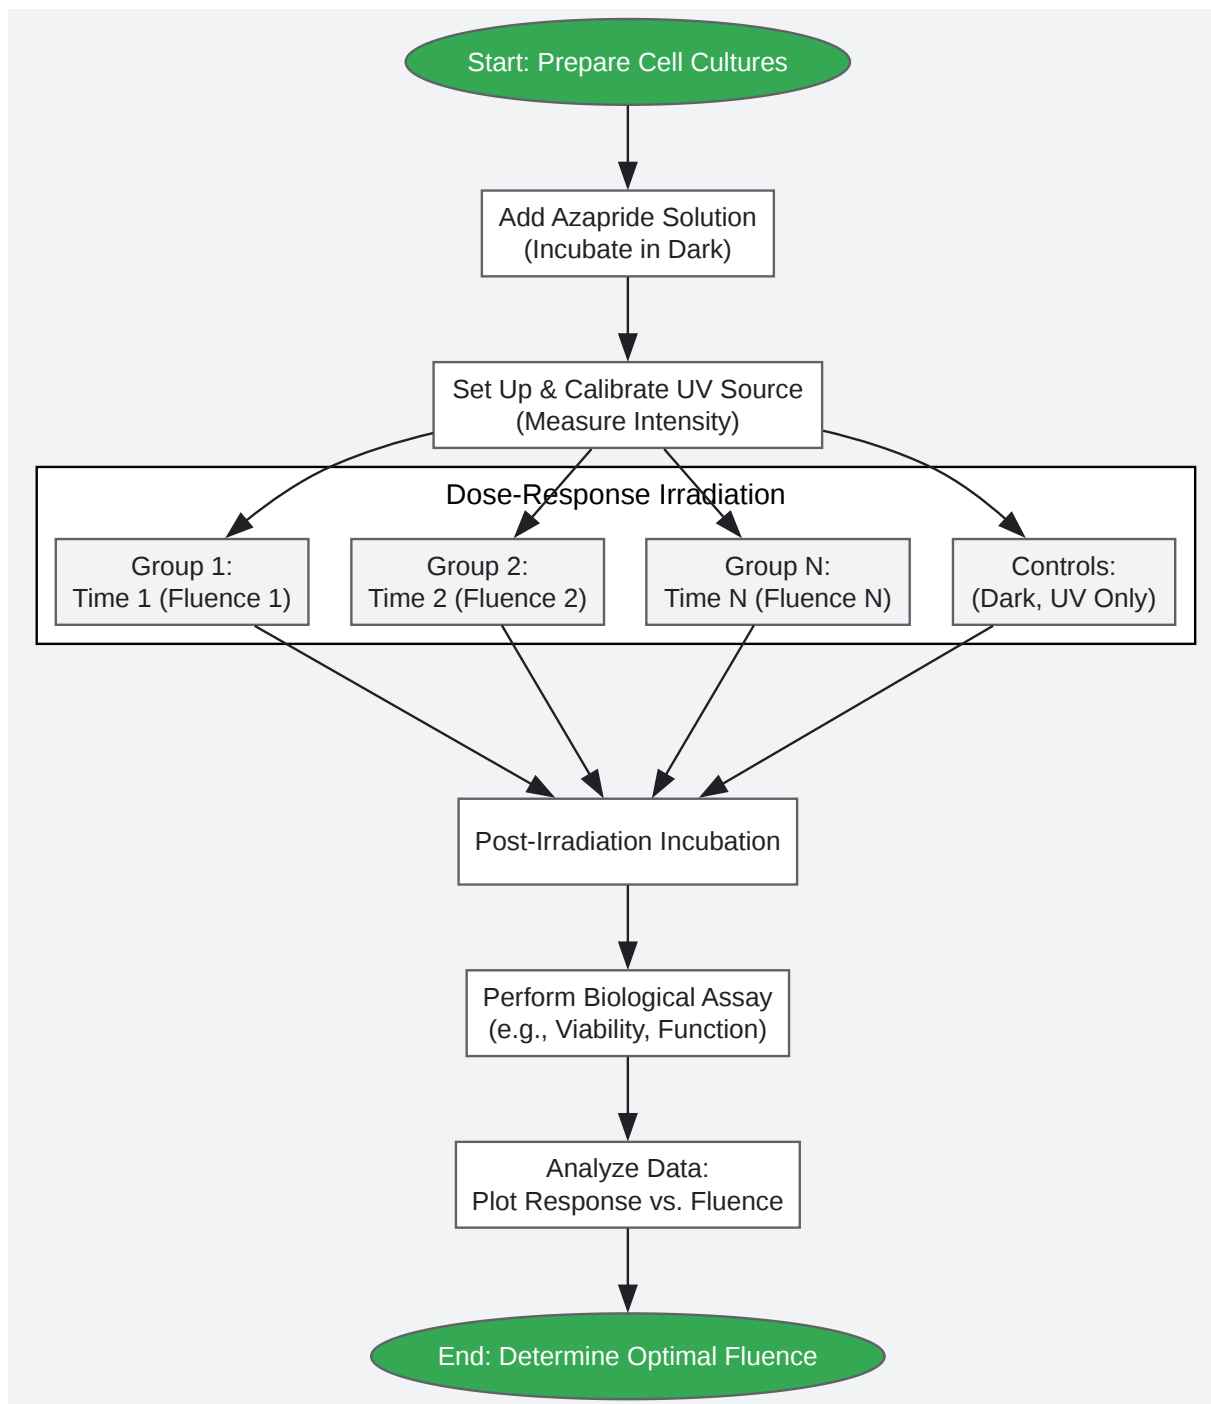 Start: Prepare Cell Cultures
Add Azapride Solution
(Incubate in Dark)
Set Up & Calibrate UV Source
(Measure Intensity)
Dose-Response Irradiation
Group 1:
Time 1 (Fluence 1)
Group 2:
Time 2 (Fluence 2)
Group N:
Time N (Fluence N)
Controls:
(Dark, UV Only)
Post-Irradiation Incubation
Perform Biological Assay
(e.g., Viability, Function)
Analyze Data:
Plot Response vs. Fluence
End: Determine Optimal Fluence